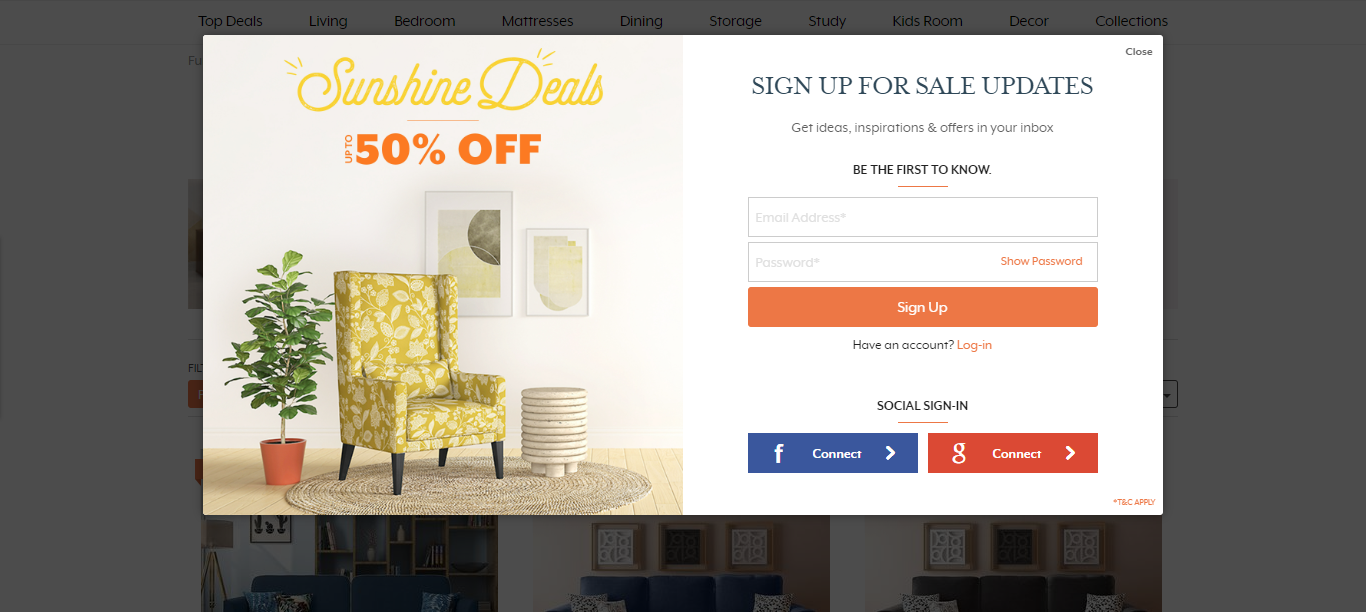 Top Deals Living Bedroom Mattresses Dining Storage Study Kids Room Decor Collections
Close
Sunshine Deals
UP TO 50% OFF
SIGN UP FOR SALE UPDATES
Get ideas, inspirations & offers in your inbox
BE THE FIRST TO KNOW.
Email Address*
Password*
Show Password
Sign Up
Have an account? Log-in
SOCIAL SIGN-IN
f Connect
g Connect
*T&C APPLY